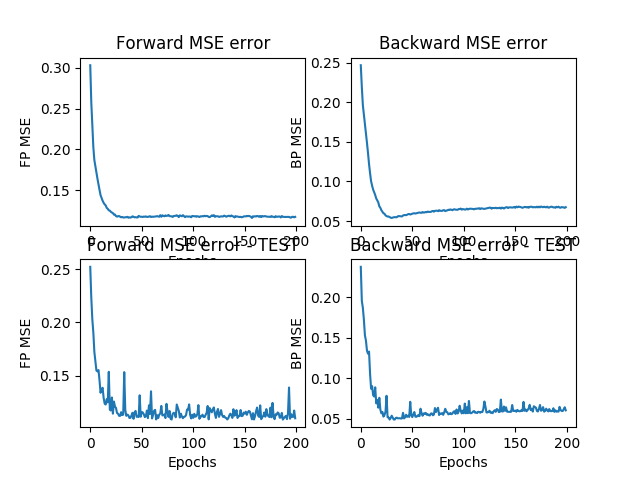 Forward MSE error
Backward MSE error
0.30
0.25
0.20
0.15
FP MSE
0.25
0.20
0.15
0.10
0.05
BP MSE
0 50 100 150 200
Epochs
0 50 100 150 200
Epochs
Forward MSE error - TEST
Backward MSE error - TEST
0.25
0.20
0.15
FP MSE
0.20
0.15
0.10
0.05
BP MSE
0 50 100 150 200
Epochs
0 50 100 150 200
Epochs